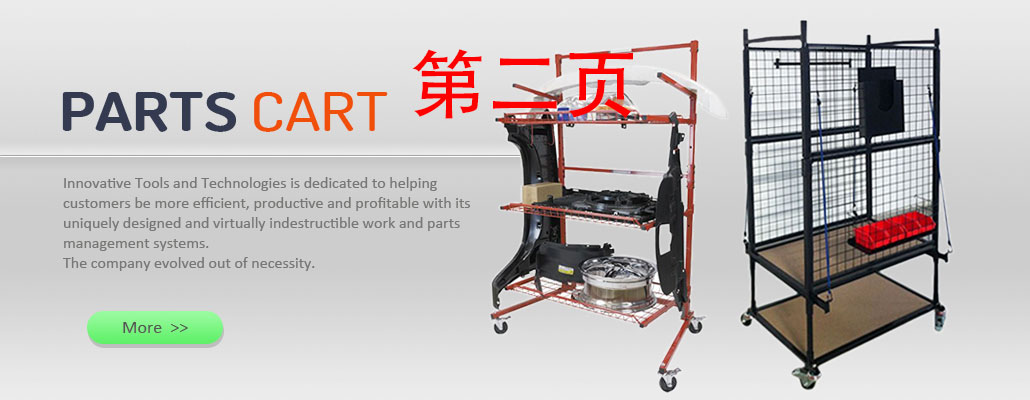 PARTS CART
第二页
Innovative Tools and Technologies is dedicated to helping
customers be more efficient, productive and profitable with its
uniquely designed and virtually indestructible work and parts
management systems.
The company evolved out of necessity.
More >>